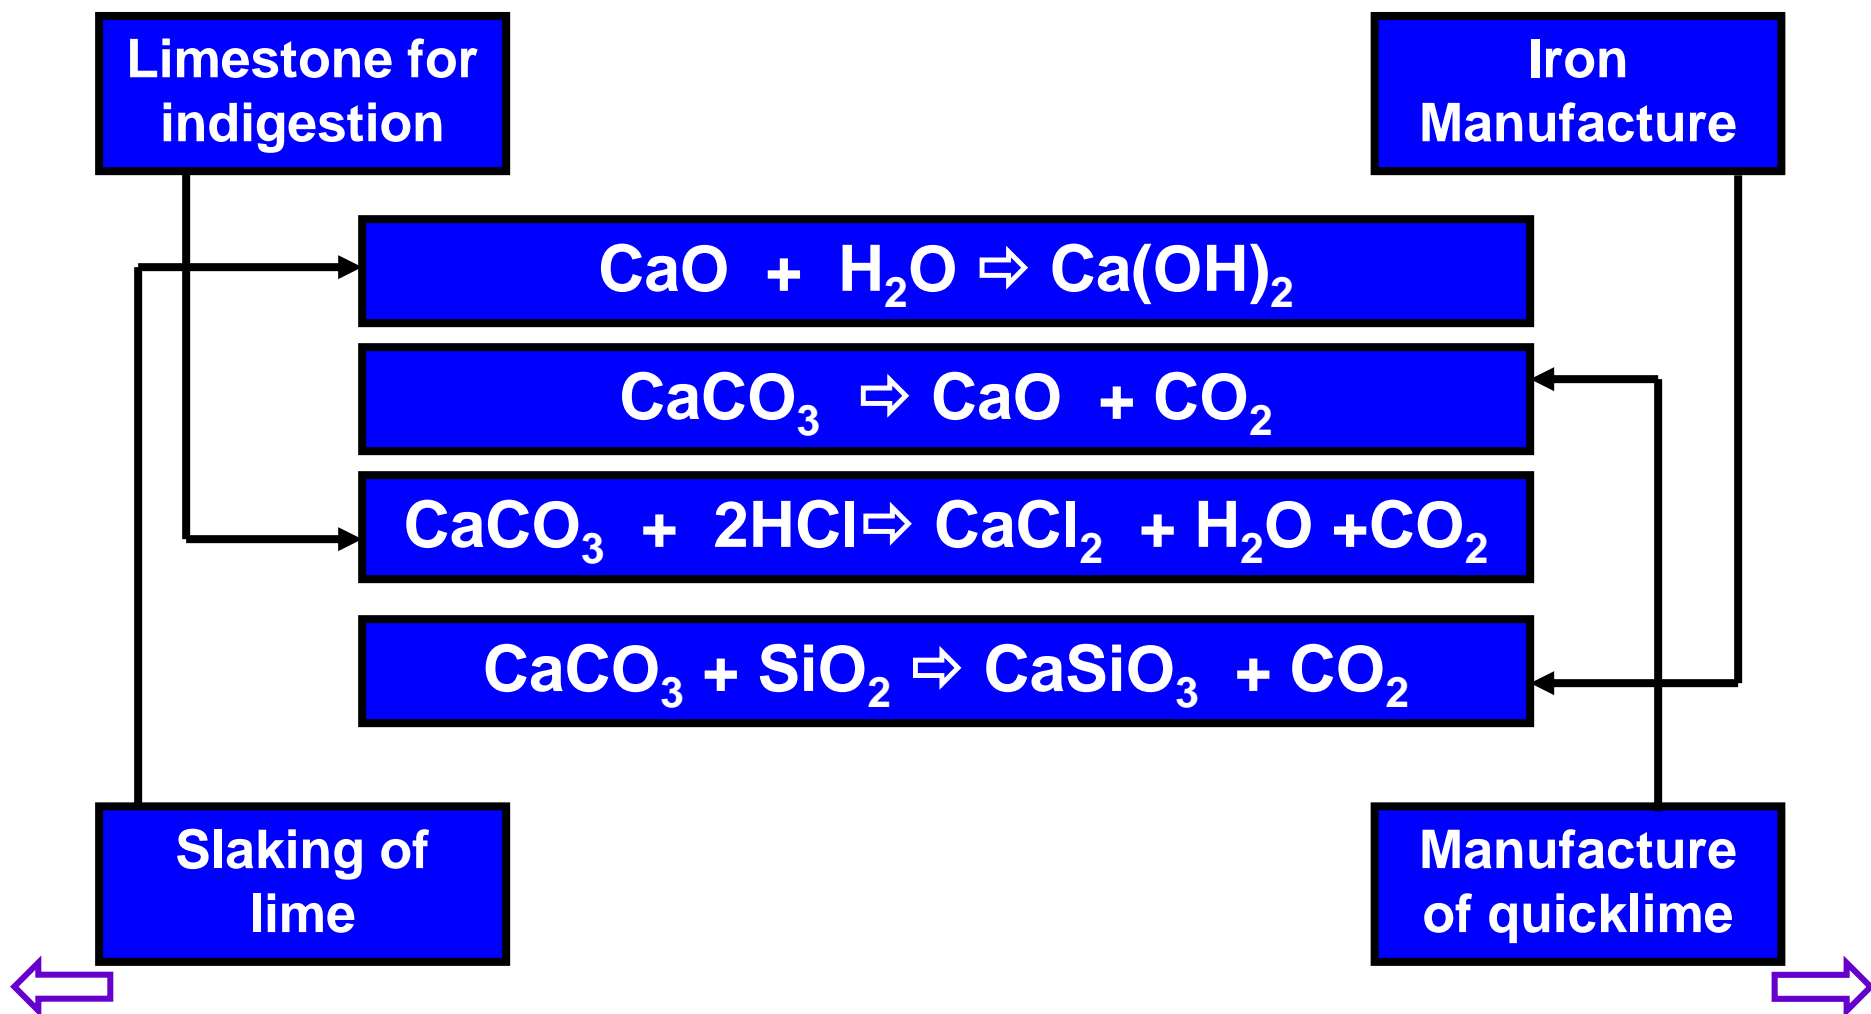 Limestone for
indigestion
Iron
Manufacture
CaO + H₂O ⇨ Ca(OH)₂
CaCO₃ ⇨ CaO + CO₂
CaCO₃ + 2HCl⇨ CaCl₂ + H₂O +CO₂
CaCO₃ + SiO₂ ⇨ CaSiO₃ + CO₂
Slaking of
lime
Manufacture
of quicklime